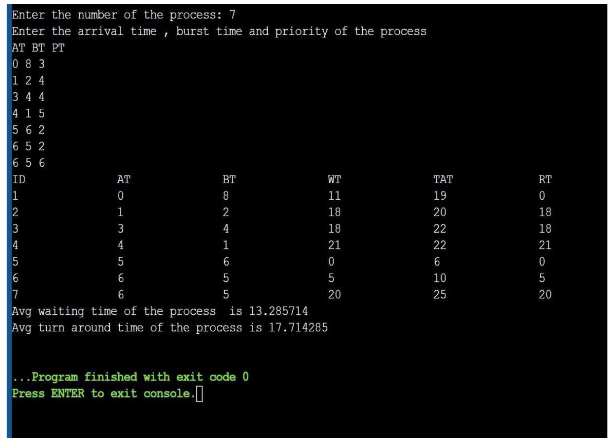 Enter the number of the process: 7
Enter the arrival time , burst time and priority of the process
AT BT PT
0 8 3
1 2 4
3 4 4
4 1 5
5 6 2
6 5 2
6 5 6
ID AT BT WT TAT RT
1 0 8 11 19 0
2 1 2 18 20 18
3 3 4 18 22 18
4 4 1 21 22 21
5 5 6 0 6 0
6 6 5 5 10 5
7 6 5 20 25 20
Avg waiting time of the process  is 13.285714
Avg turn around time of the process is 17.714285
...Program finished with exit code 0
Press ENTER to exit console.